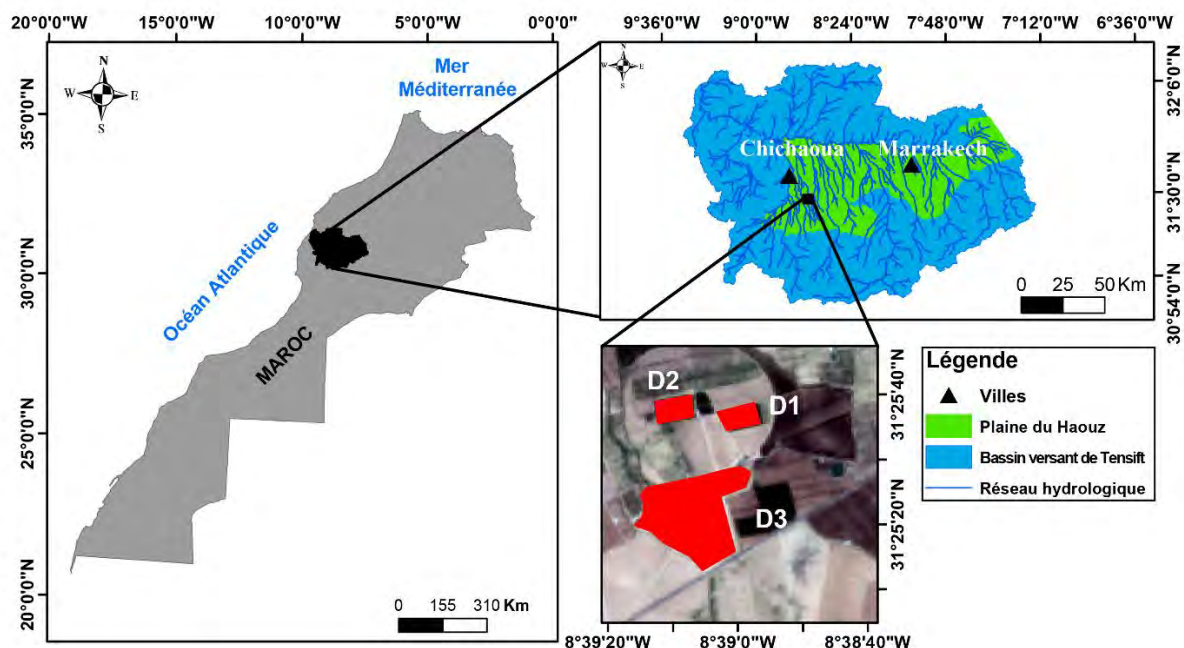 15°0'0"W 10°0'0"W 5°0'0"W 0°0'0"
35°0'0"N
30°0'0"N
25°0'0"N
20°0'0"N
N
W E
S
Mer
Méditerranée
Océan Atlantique
MAROC
0 155 310 Km
9°36'0"W 9°0'0"W 8°24'0"W 7°48'0"W 7°12'0"W 6°36'0"W
32°6'0"N
31°30'0"N
30°54'0"N
N
W E
S
Chichaoua
Marrakech
0 25 50 Km
D2
D1
D3
31°25'40"N
31°25'20"N
8°39'20"W 8°39'0"W 8°38'40"W
Légende
Villes
Plaine du Haouz
Bassin versant de Tensift
Réseau hydrologique